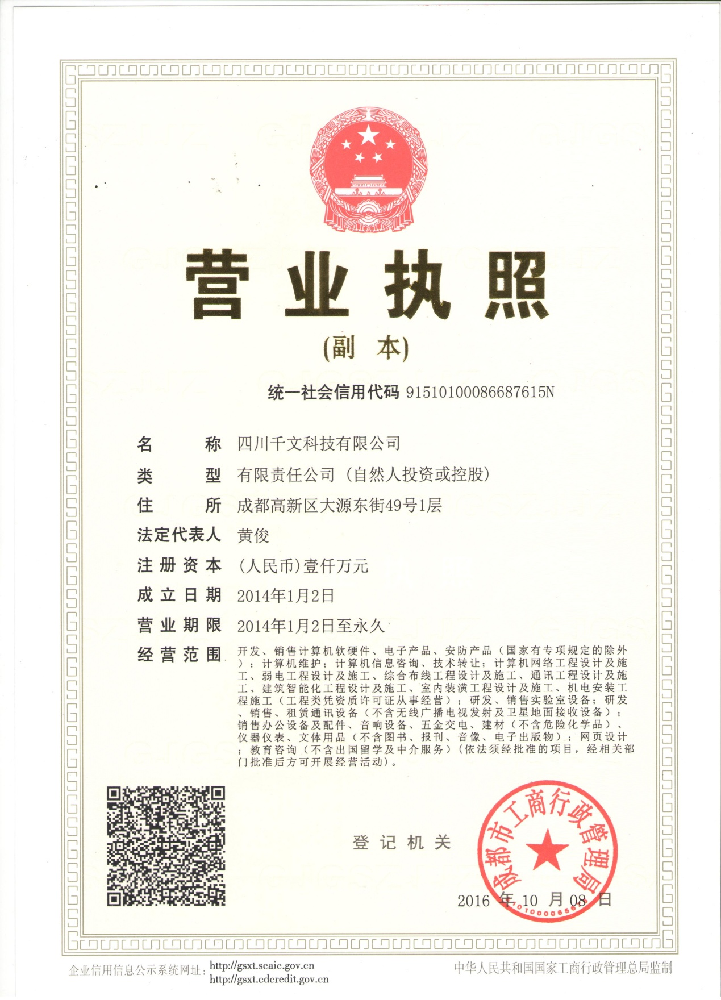 营业执照
(副 本)
统一社会信用代码 91510100086687615N
名 称 四川千文科技有限公司
类 型 有限责任公司（自然人投资或控股）
住 所 成都高新区大源东街49号1层
法定代表人 黄俊
注册资本 (人民币)壹仟万元
成立日期 2014年1月2日
营业期限 2014年1月2日至永久
经营范围 开发、销售计算机软硬件、电子产品、安防产品（国家有专项规定的除外
）；计算机维护；计算机信息咨询、技术转让；计算机网络工程设计及施
工、弱电工程设计及施工、综合布线工程设计及施工、通讯工程设计及施
工、建筑智能化工程设计及施工、室内装潢工程设计及施工、机电安装工
程施工（工程类凭资质许可证从事经营）；研发、销售实验室设备；研发
、销售、租赁通讯设备（不含无线广播电视发射及卫星地面接收设备）；
销售办公设备及配件、音响设备、五金交电、建材（不含危险化学品）、
仪器仪表、文体用品（不含图书、报刊、音像、电子出版物）；网页设计
；教育咨询（不含出国留学及中介服务）（依法须经批准的项目，经相关部
门批准后方可开展经营活动）。
登记机关
成都市工商行政管理局
2016 年 10 月 08 日
企业信用信息公示系统网址: http://gsxt.scaic.gov.cn
http://gsxt.cdcredit.gov.cn
中华人民共和国国家工商行政管理总局监制